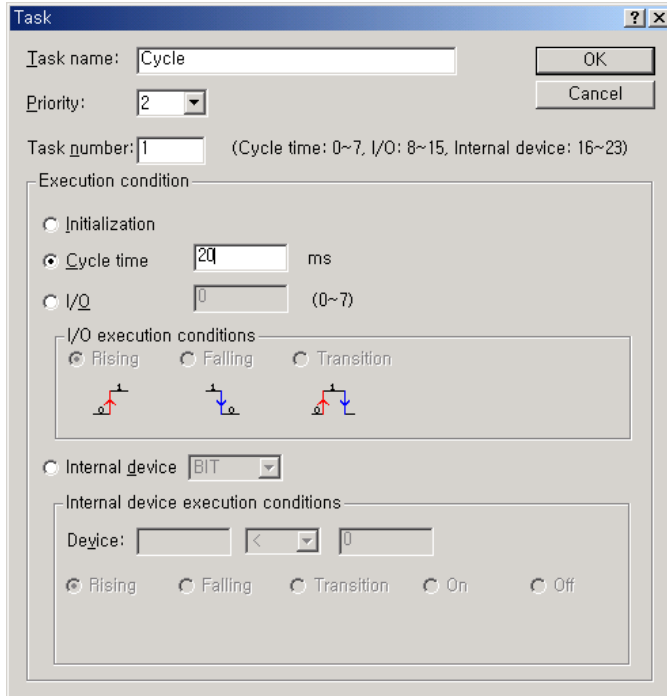 Task
Task name: Cycle OK
Priority: 2 Cancel
Task number: 1 (Cycle time: 0~7, I/O: 8~15, Internal device: 16~23)
Execution condition
Initialization
Cycle time 20 ms
I/O 0 (0~7)
I/O execution conditions
Rising Falling Transition
0 1 1 0 0 1
Internal device BIT
Internal device execution conditions
Device: < 0
Rising Falling Transition On Off